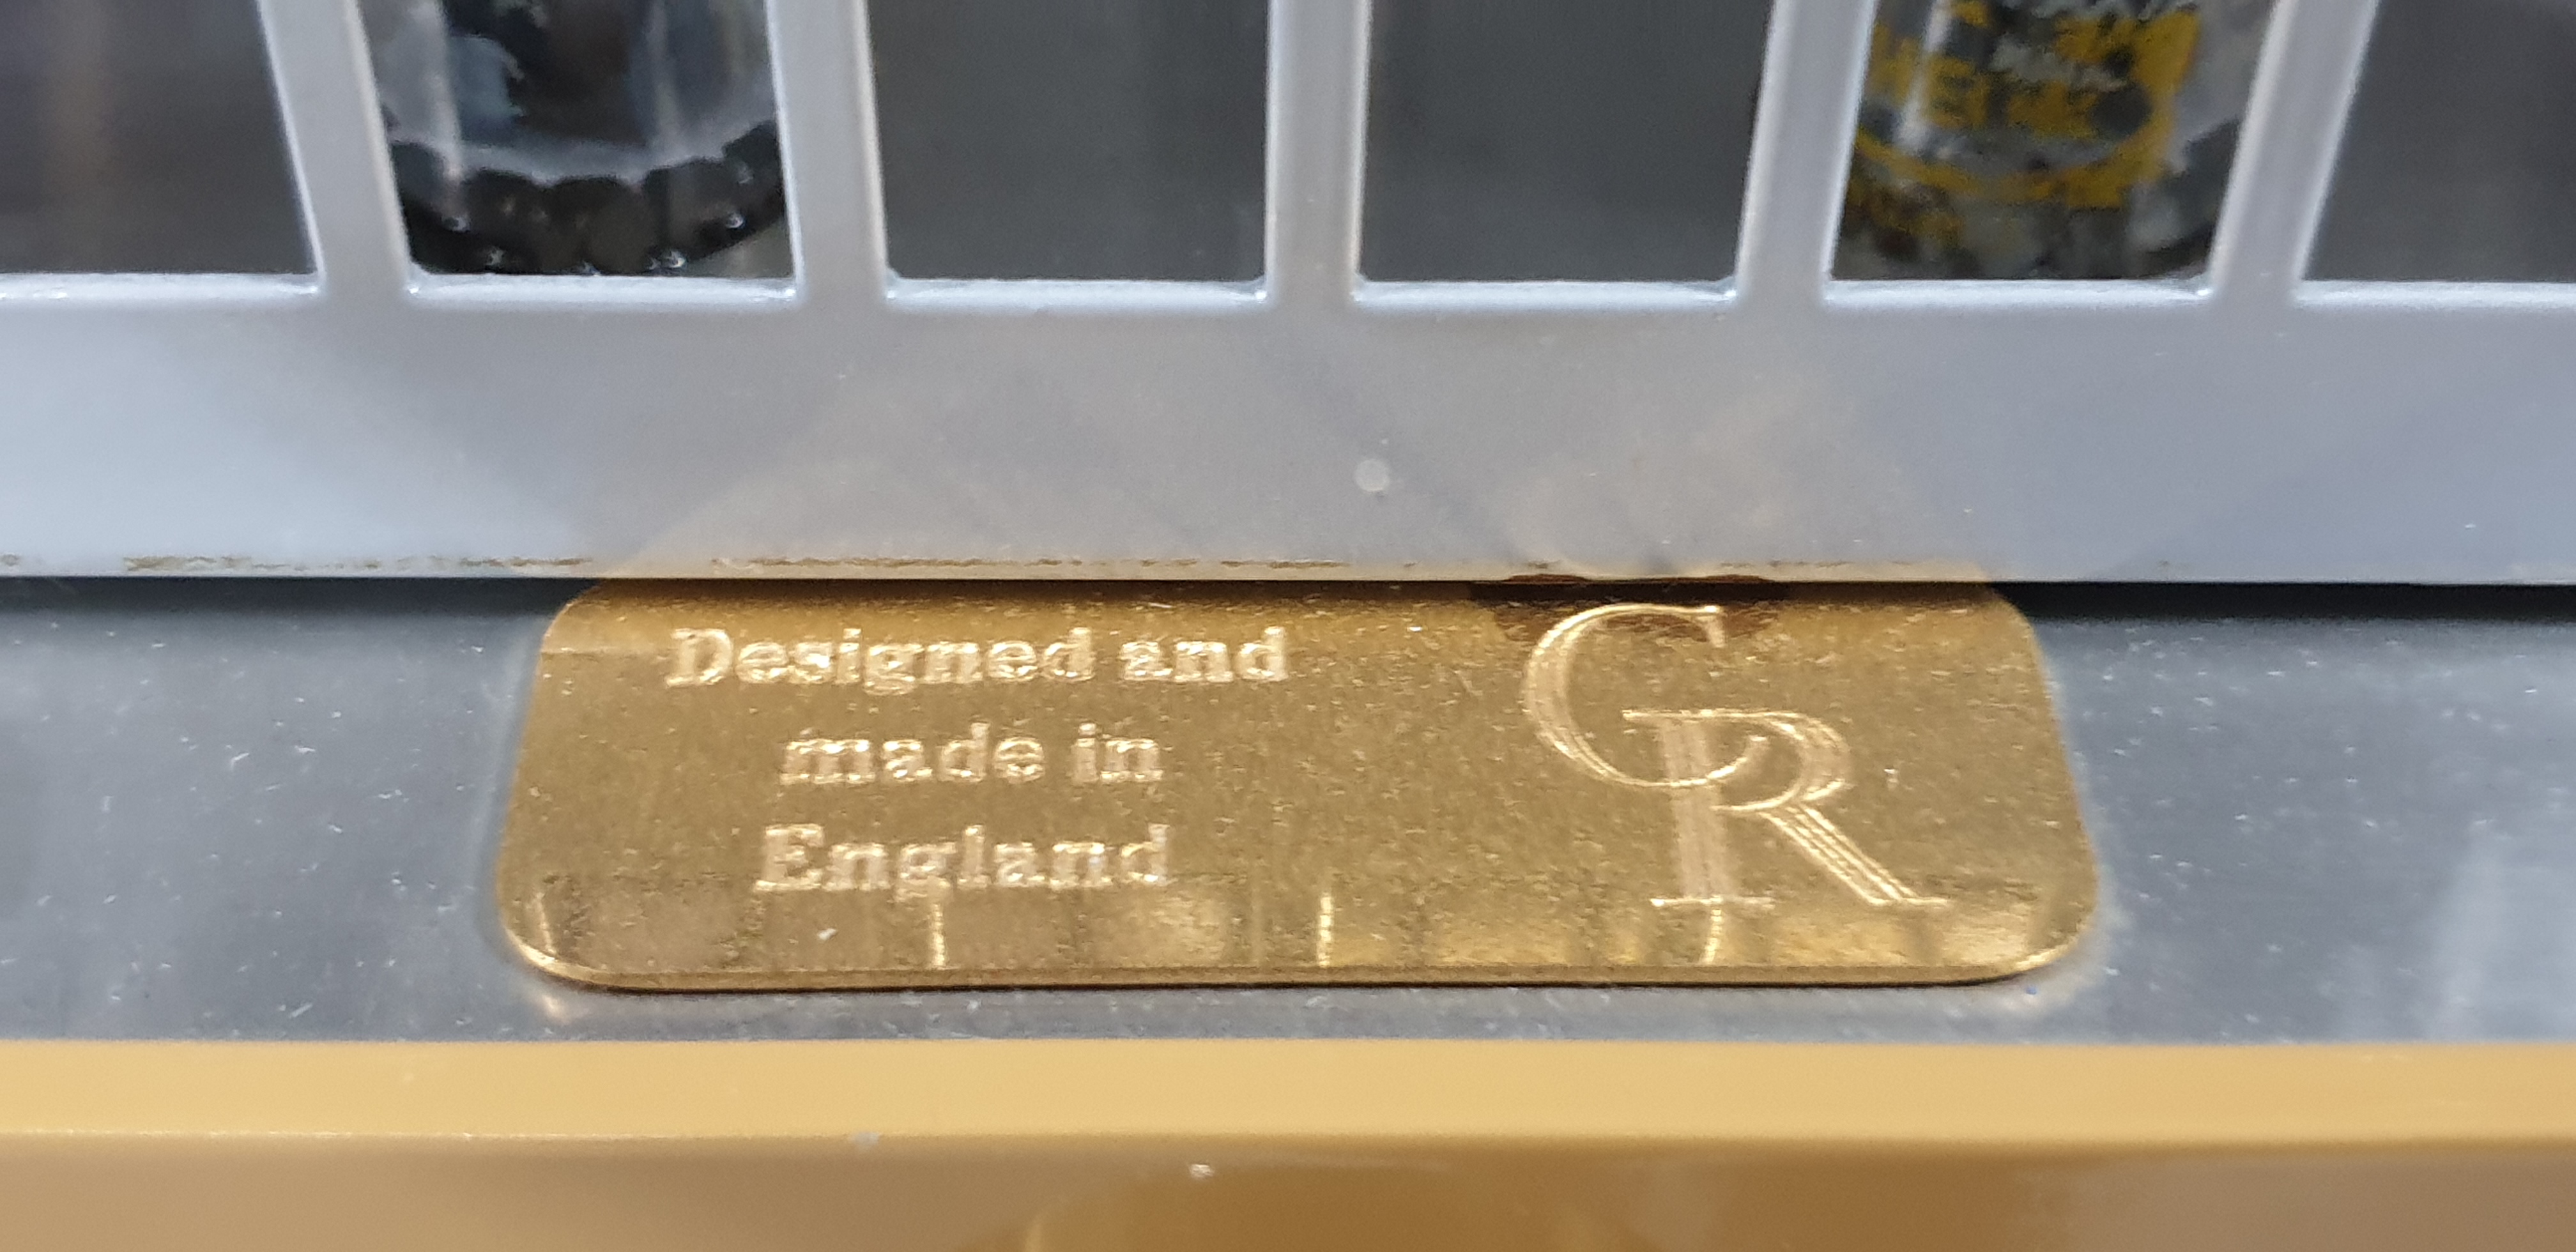 Designed and
made in
England
CR